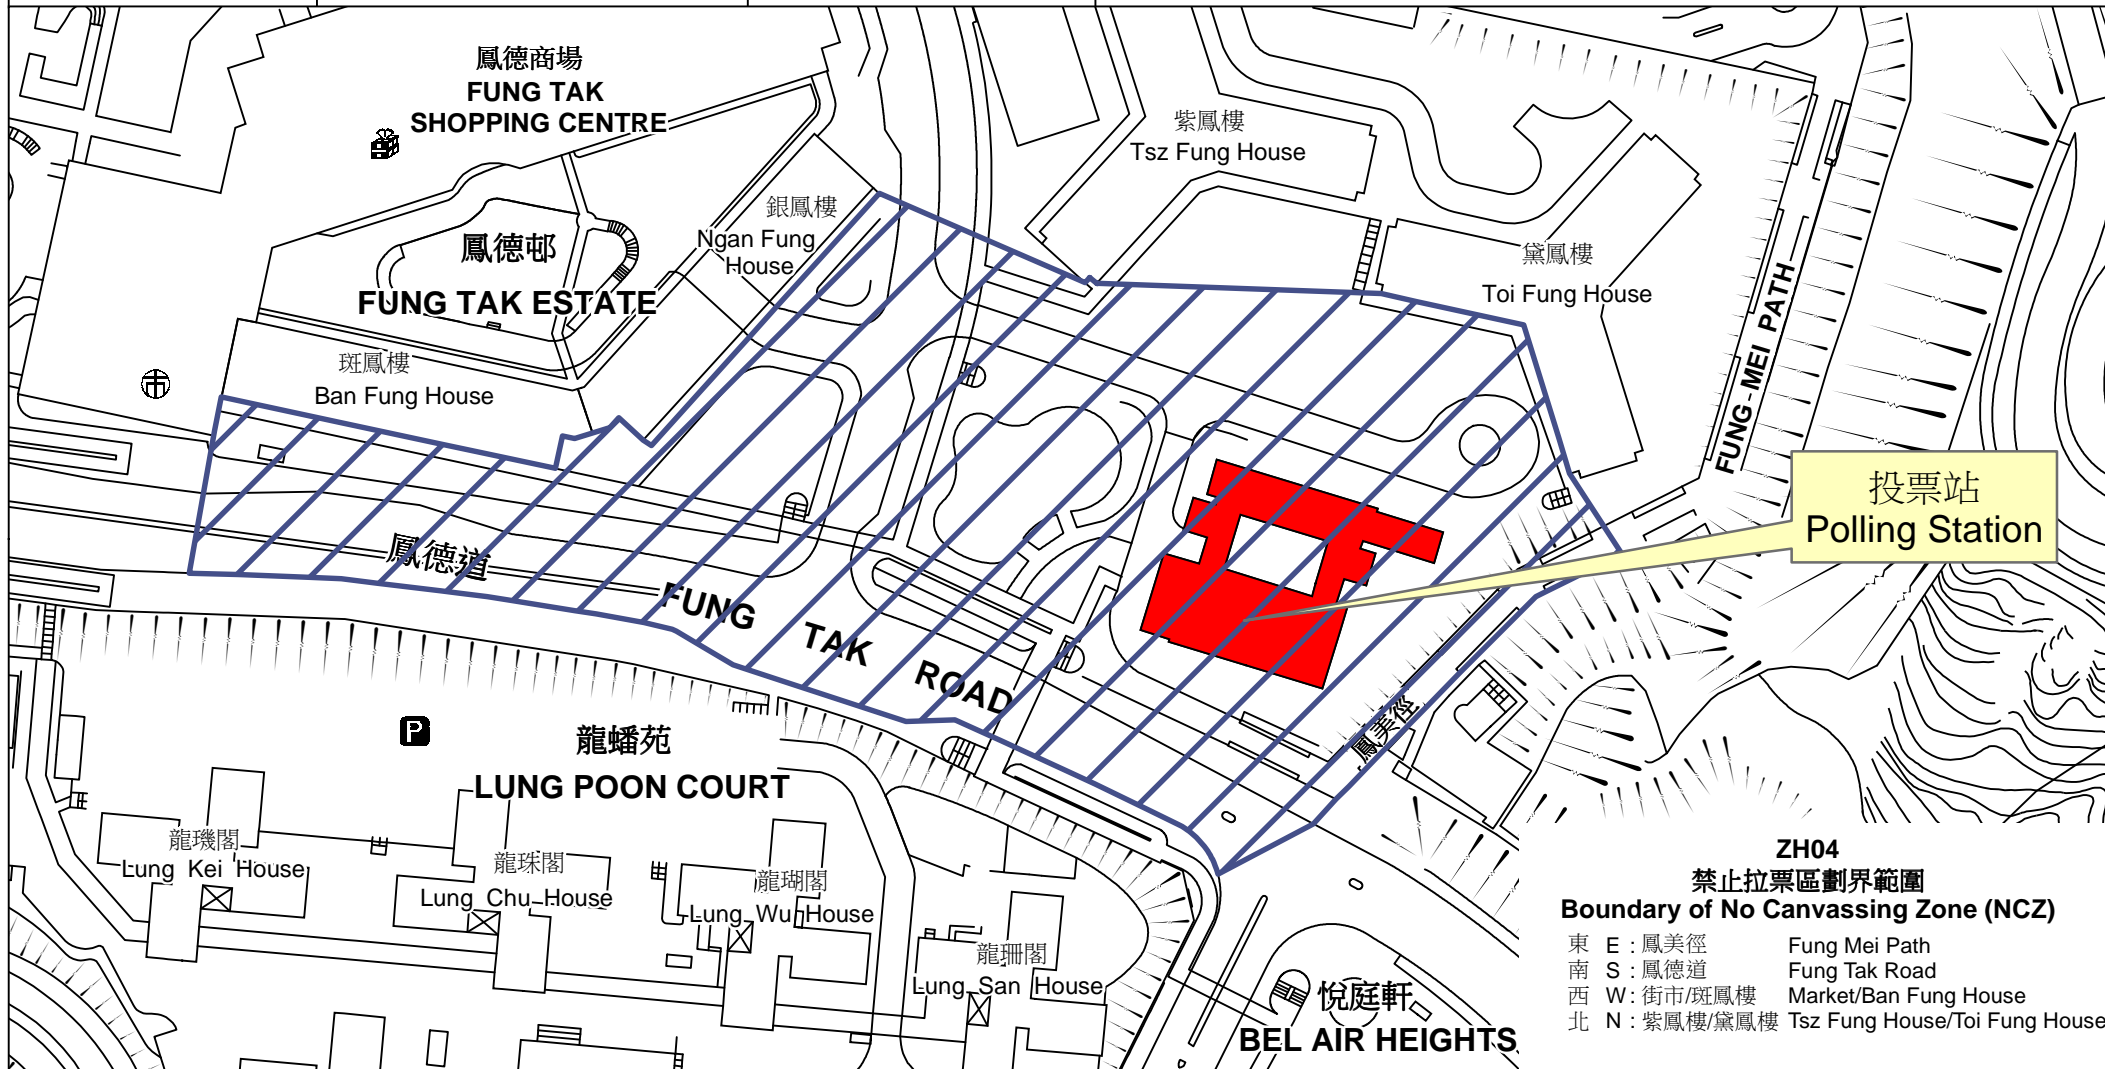 鳳德商場
FUNG TAK
SHOPPING CENTRE
紫鳳樓
Tsz Fung House
銀鳳樓
Ngan Fung
House
鳳德邨
FUNG TAK ESTATE
黛鳳樓
Toi Fung House
斑鳳樓
Ban Fung House
市
FUNG MEI PATH
投票站
Polling Station
鳳德道
FUNG TAK ROAD
鳳美徑
P
龍蟠苑
LUNG POON COURT
龍璣閣
Lung Kei House
龍珠閣
Lung Chu House
龍瑚閣
Lung Wu House
龍珊閣
Lung San House
悅庭軒
BEL AIR HEIGHTS
ZH04
禁止拉票區劃界範圍
Boundary of No Canvassing Zone (NCZ)
東 E : 鳳美徑 Fung Mei Path
南 S : 鳳德道 Fung Tak Road
西 W : 街市/斑鳳樓 Market/Ban Fung House
北 N : 紫鳳樓/黛鳳樓 Tsz Fung House/Toi Fung House